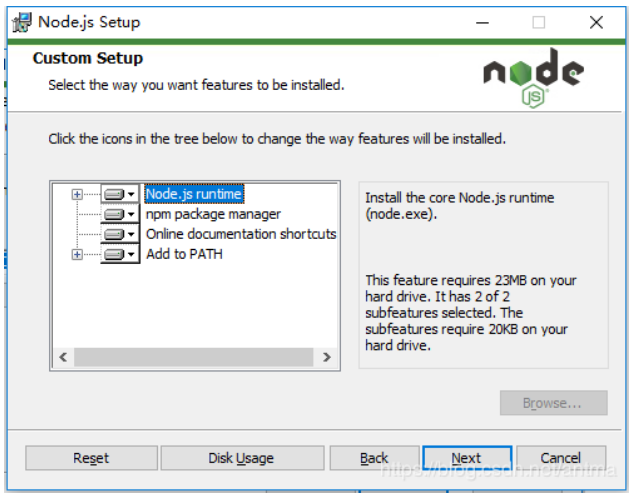 Node.js Setup
Custom Setup
Select the way you want features to be installed.
node
JS
Click the icons in the tree below to change the way features will be installed.
Node.js runtime
npm package manager
Online documentation shortcuts
Add to PATH
Install the core Node.js runtime
(node.exe).
This feature requires 23MB on your
hard drive. It has 2 of 2
subfeatures selected. The
subfeatures require 20KB on your
hard drive.
Browse...
Reset
Disk Usage
Back
Next
Cancel
https://blog.csdn.net/antma